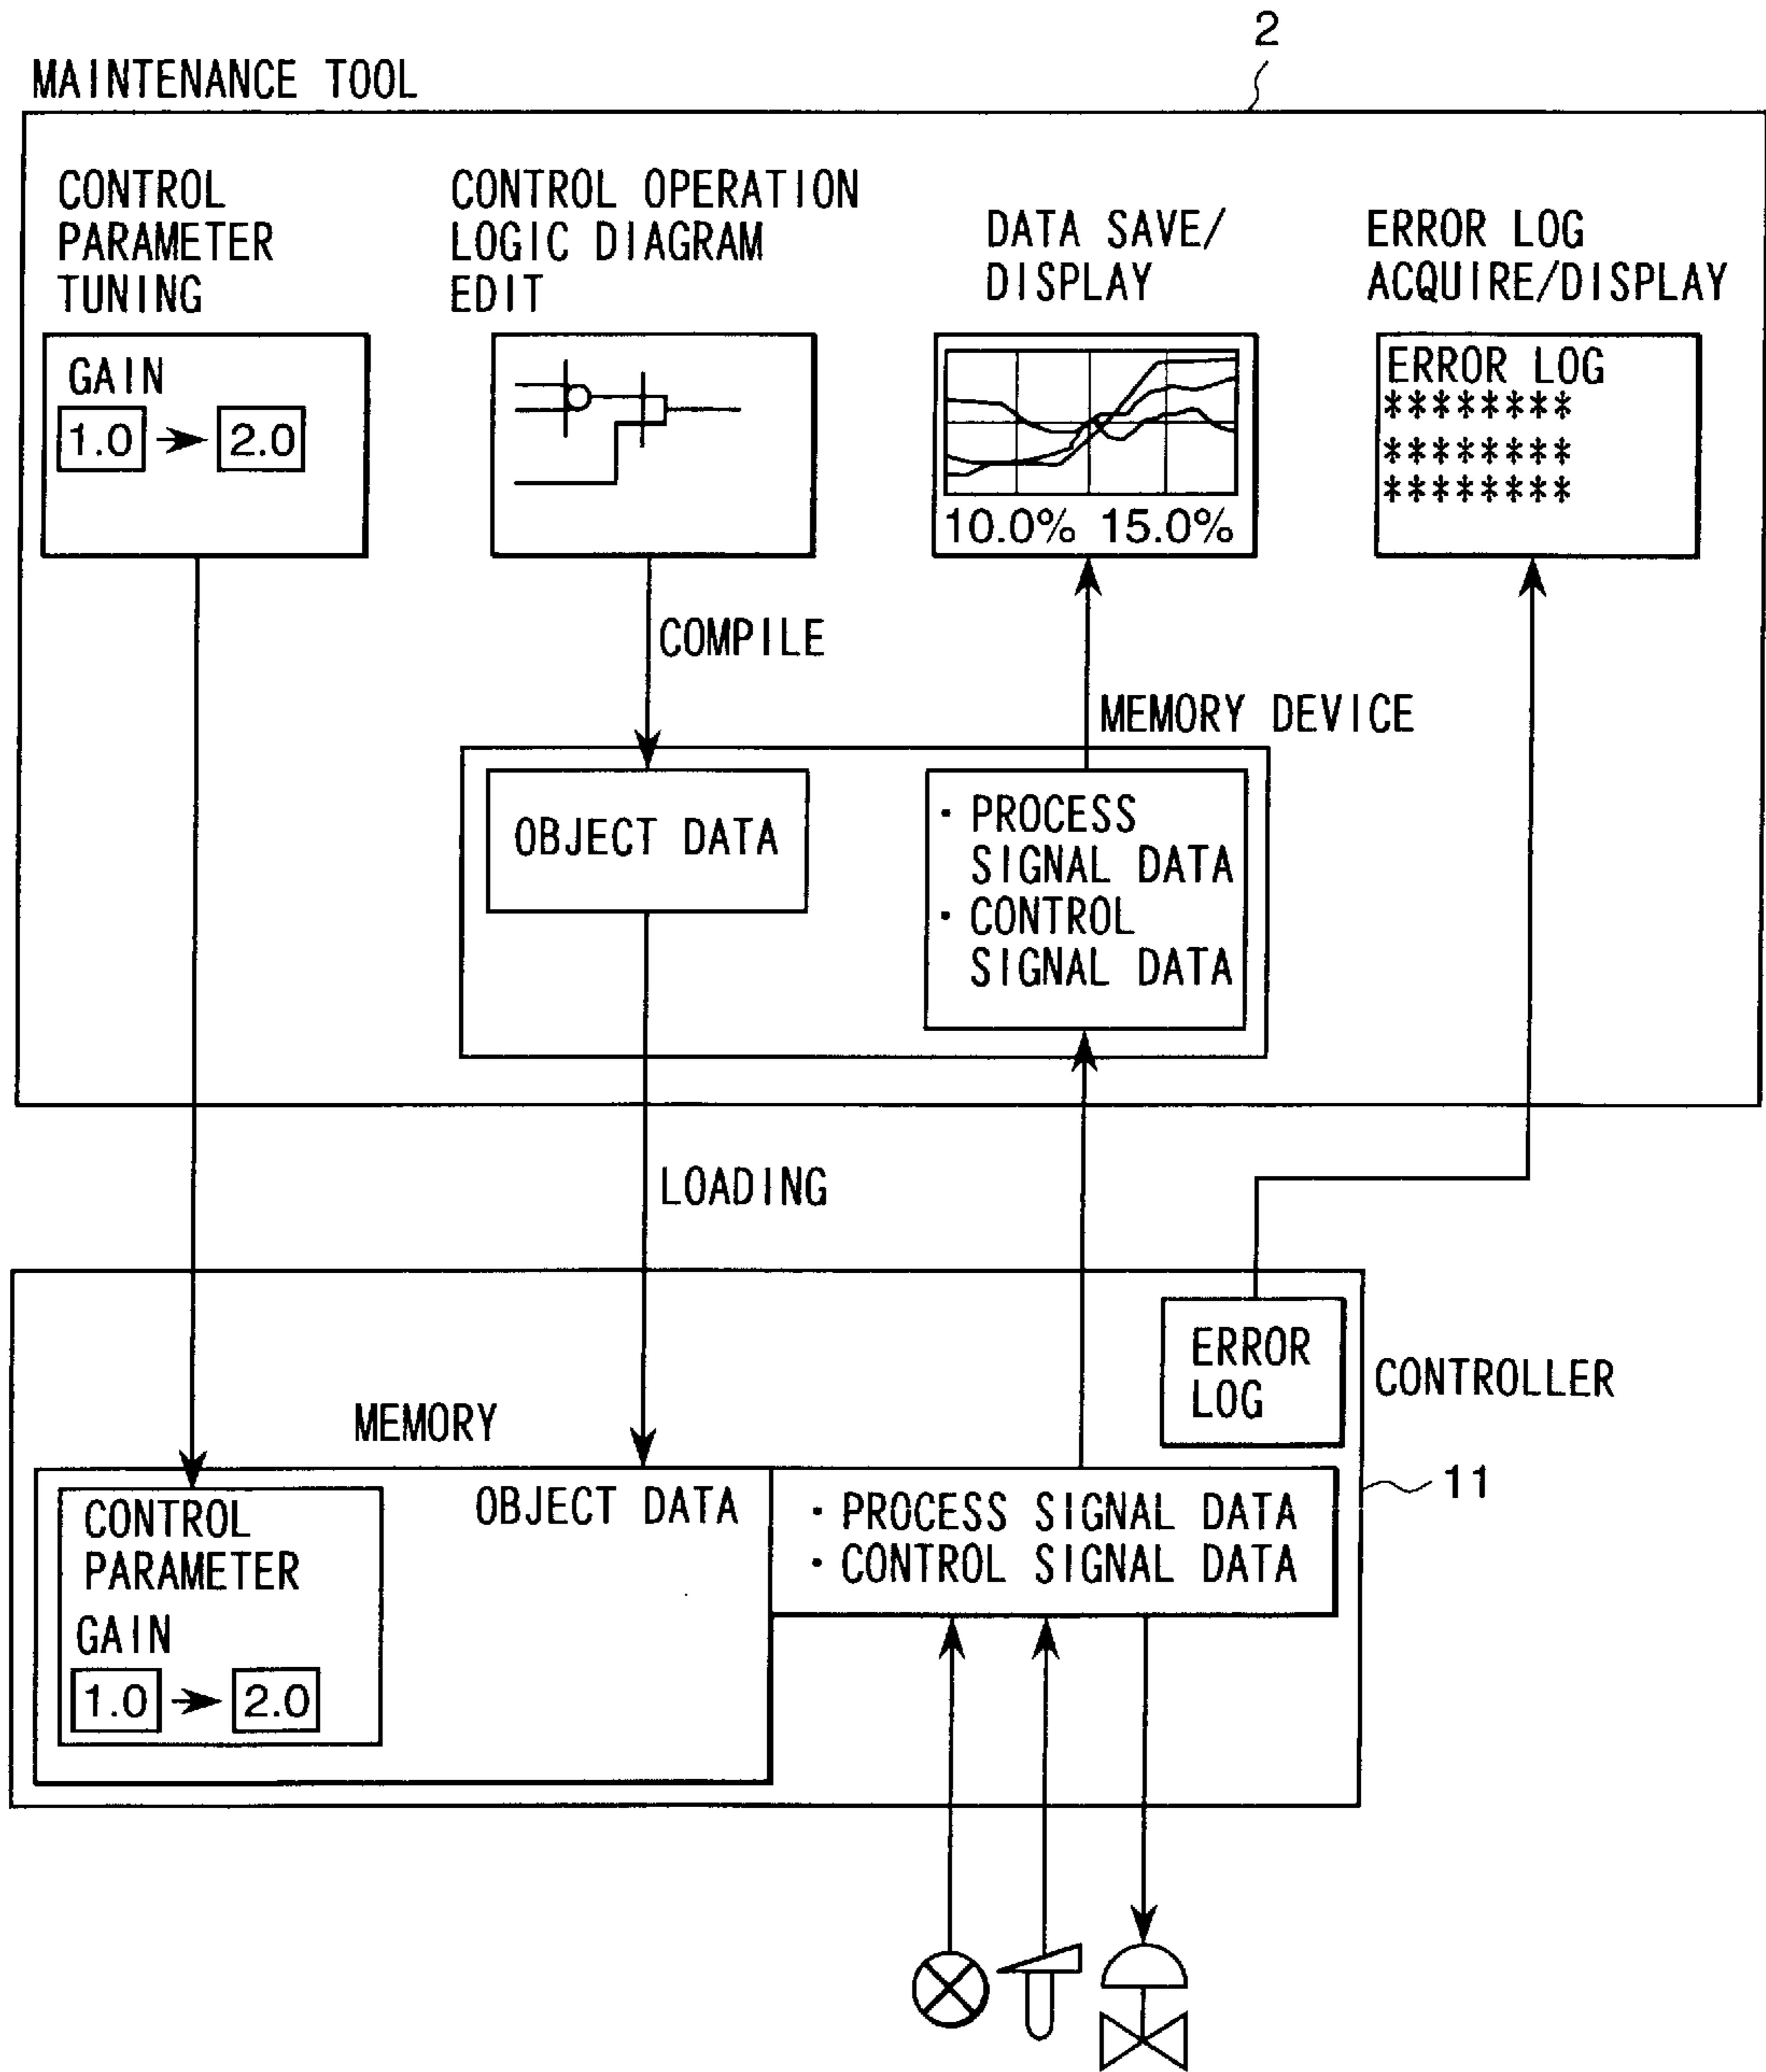 2
MAINTENANCE TOOL
CONTROL
PARAMETER
TUNING
GAIN
1.0 2.0
CONTROL OPERATION
LOGIC DIAGRAM
EDIT
DATA SAVE/
DISPLAY
10.0% 15.0%
ERROR LOG
ACQUIRE/DISPLAY
ERROR LOG
********
********
********
COMPILE
MEMORY DEVICE
OBJECT DATA
・PROCESS
SIGNAL DATA
・CONTROL
SIGNAL DATA
LOADING
ERROR
LOG
CONTROLLER
11
MEMORY
CONTROL
PARAMETER
GAIN
1.0 2.0
OBJECT DATA
・PROCESS SIGNAL DATA
・CONTROL SIGNAL DATA